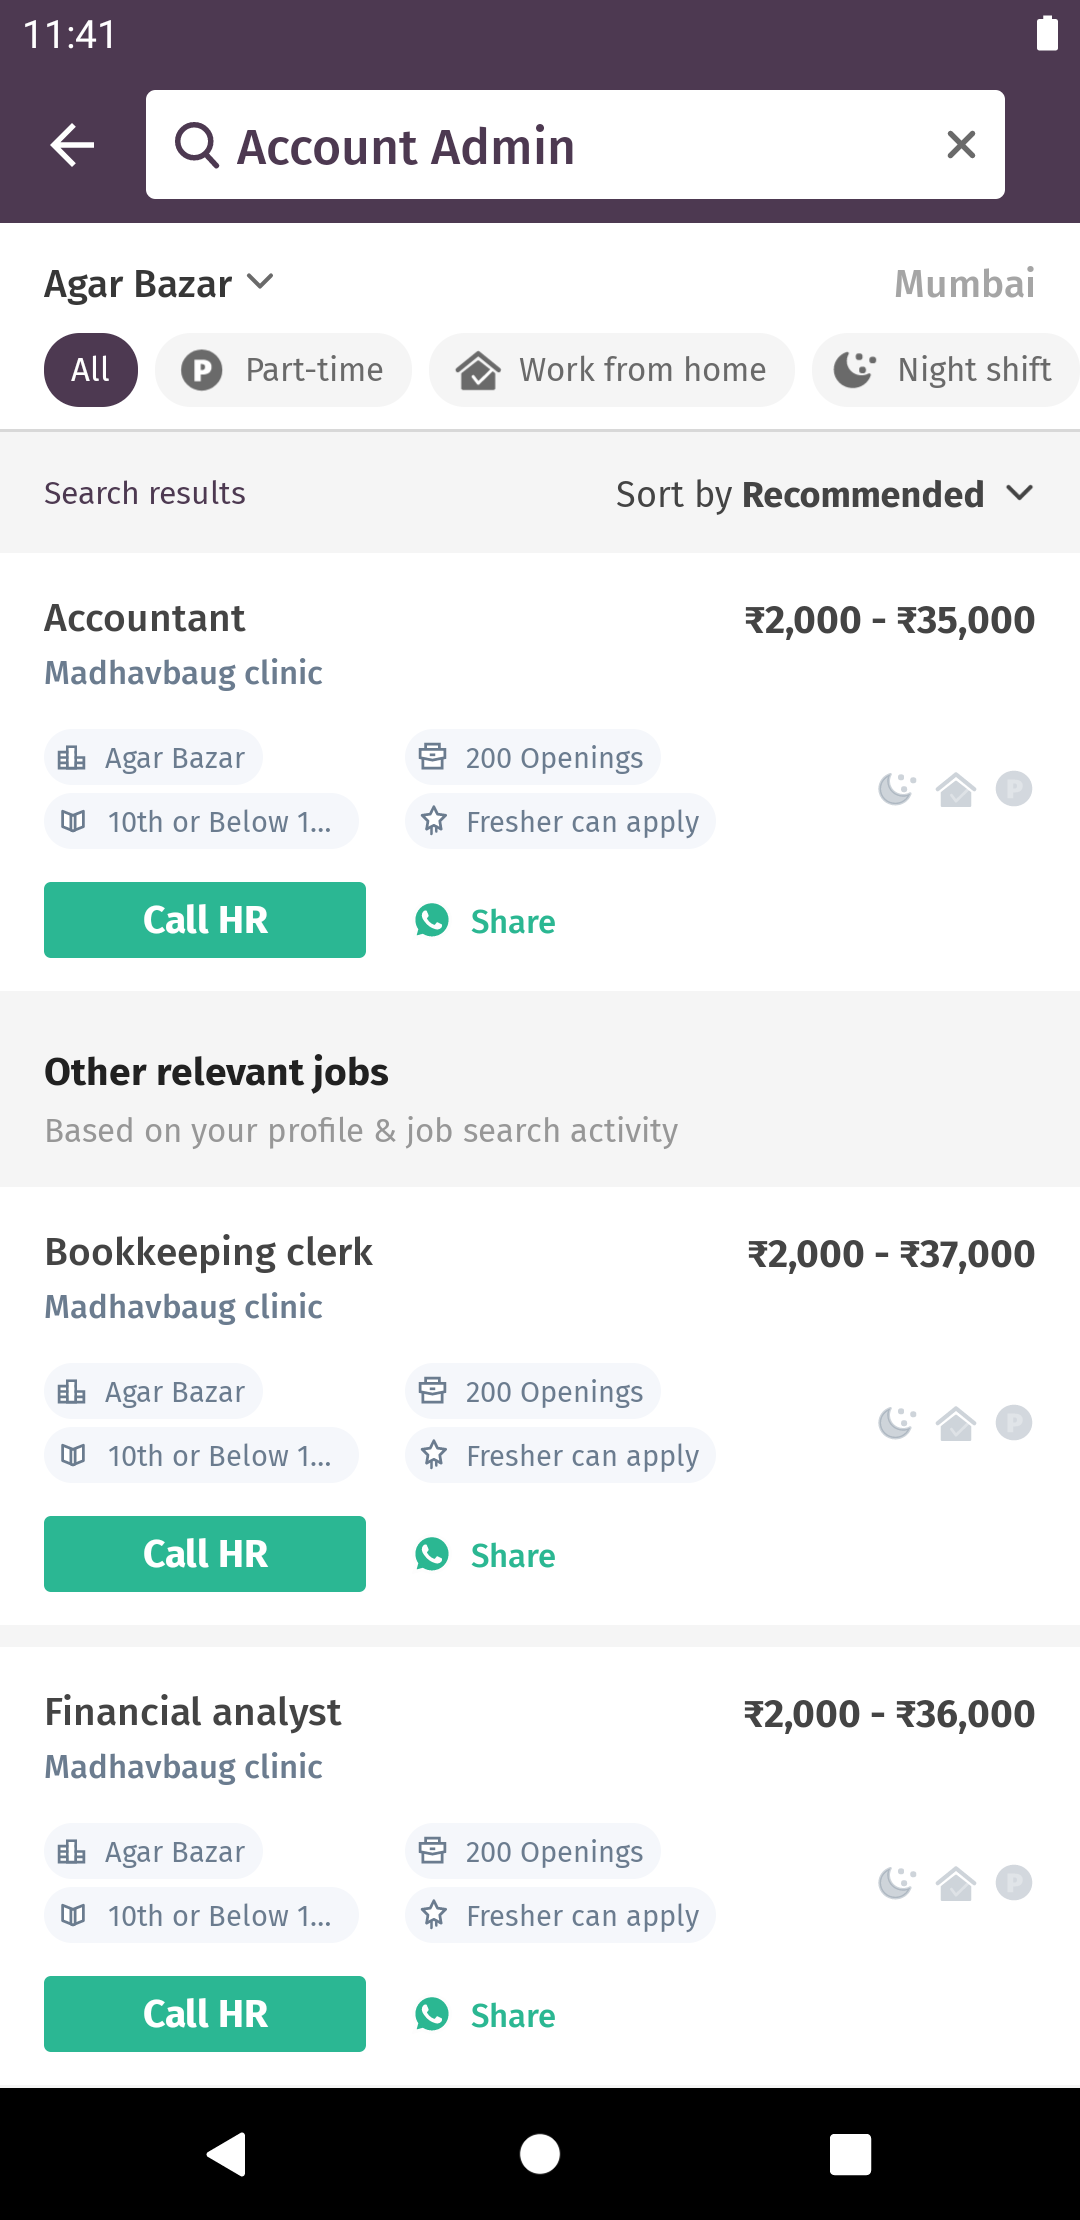 11:41
Account Admin
Agar Bazar
Mumbai
All
Part-time
Work from home
Night shift
Search results
Sort by Recommended
Accountant
₹2,000 - ₹35,000
Madhavbaug clinic
Agar Bazar
200 Openings
10th or Below 1...
Fresher can apply
Call HR
Share
Other relevant jobs
Based on your profile & job search activity
Bookkeeping clerk
₹2,000 - ₹37,000
Madhavbaug clinic
Agar Bazar
200 Openings
10th or Below 1...
Fresher can apply
Call HR
Share
Financial analyst
₹2,000 - ₹36,000
Madhavbaug clinic
Agar Bazar
200 Openings
10th or Below 1...
Fresher can apply
Call HR
Share